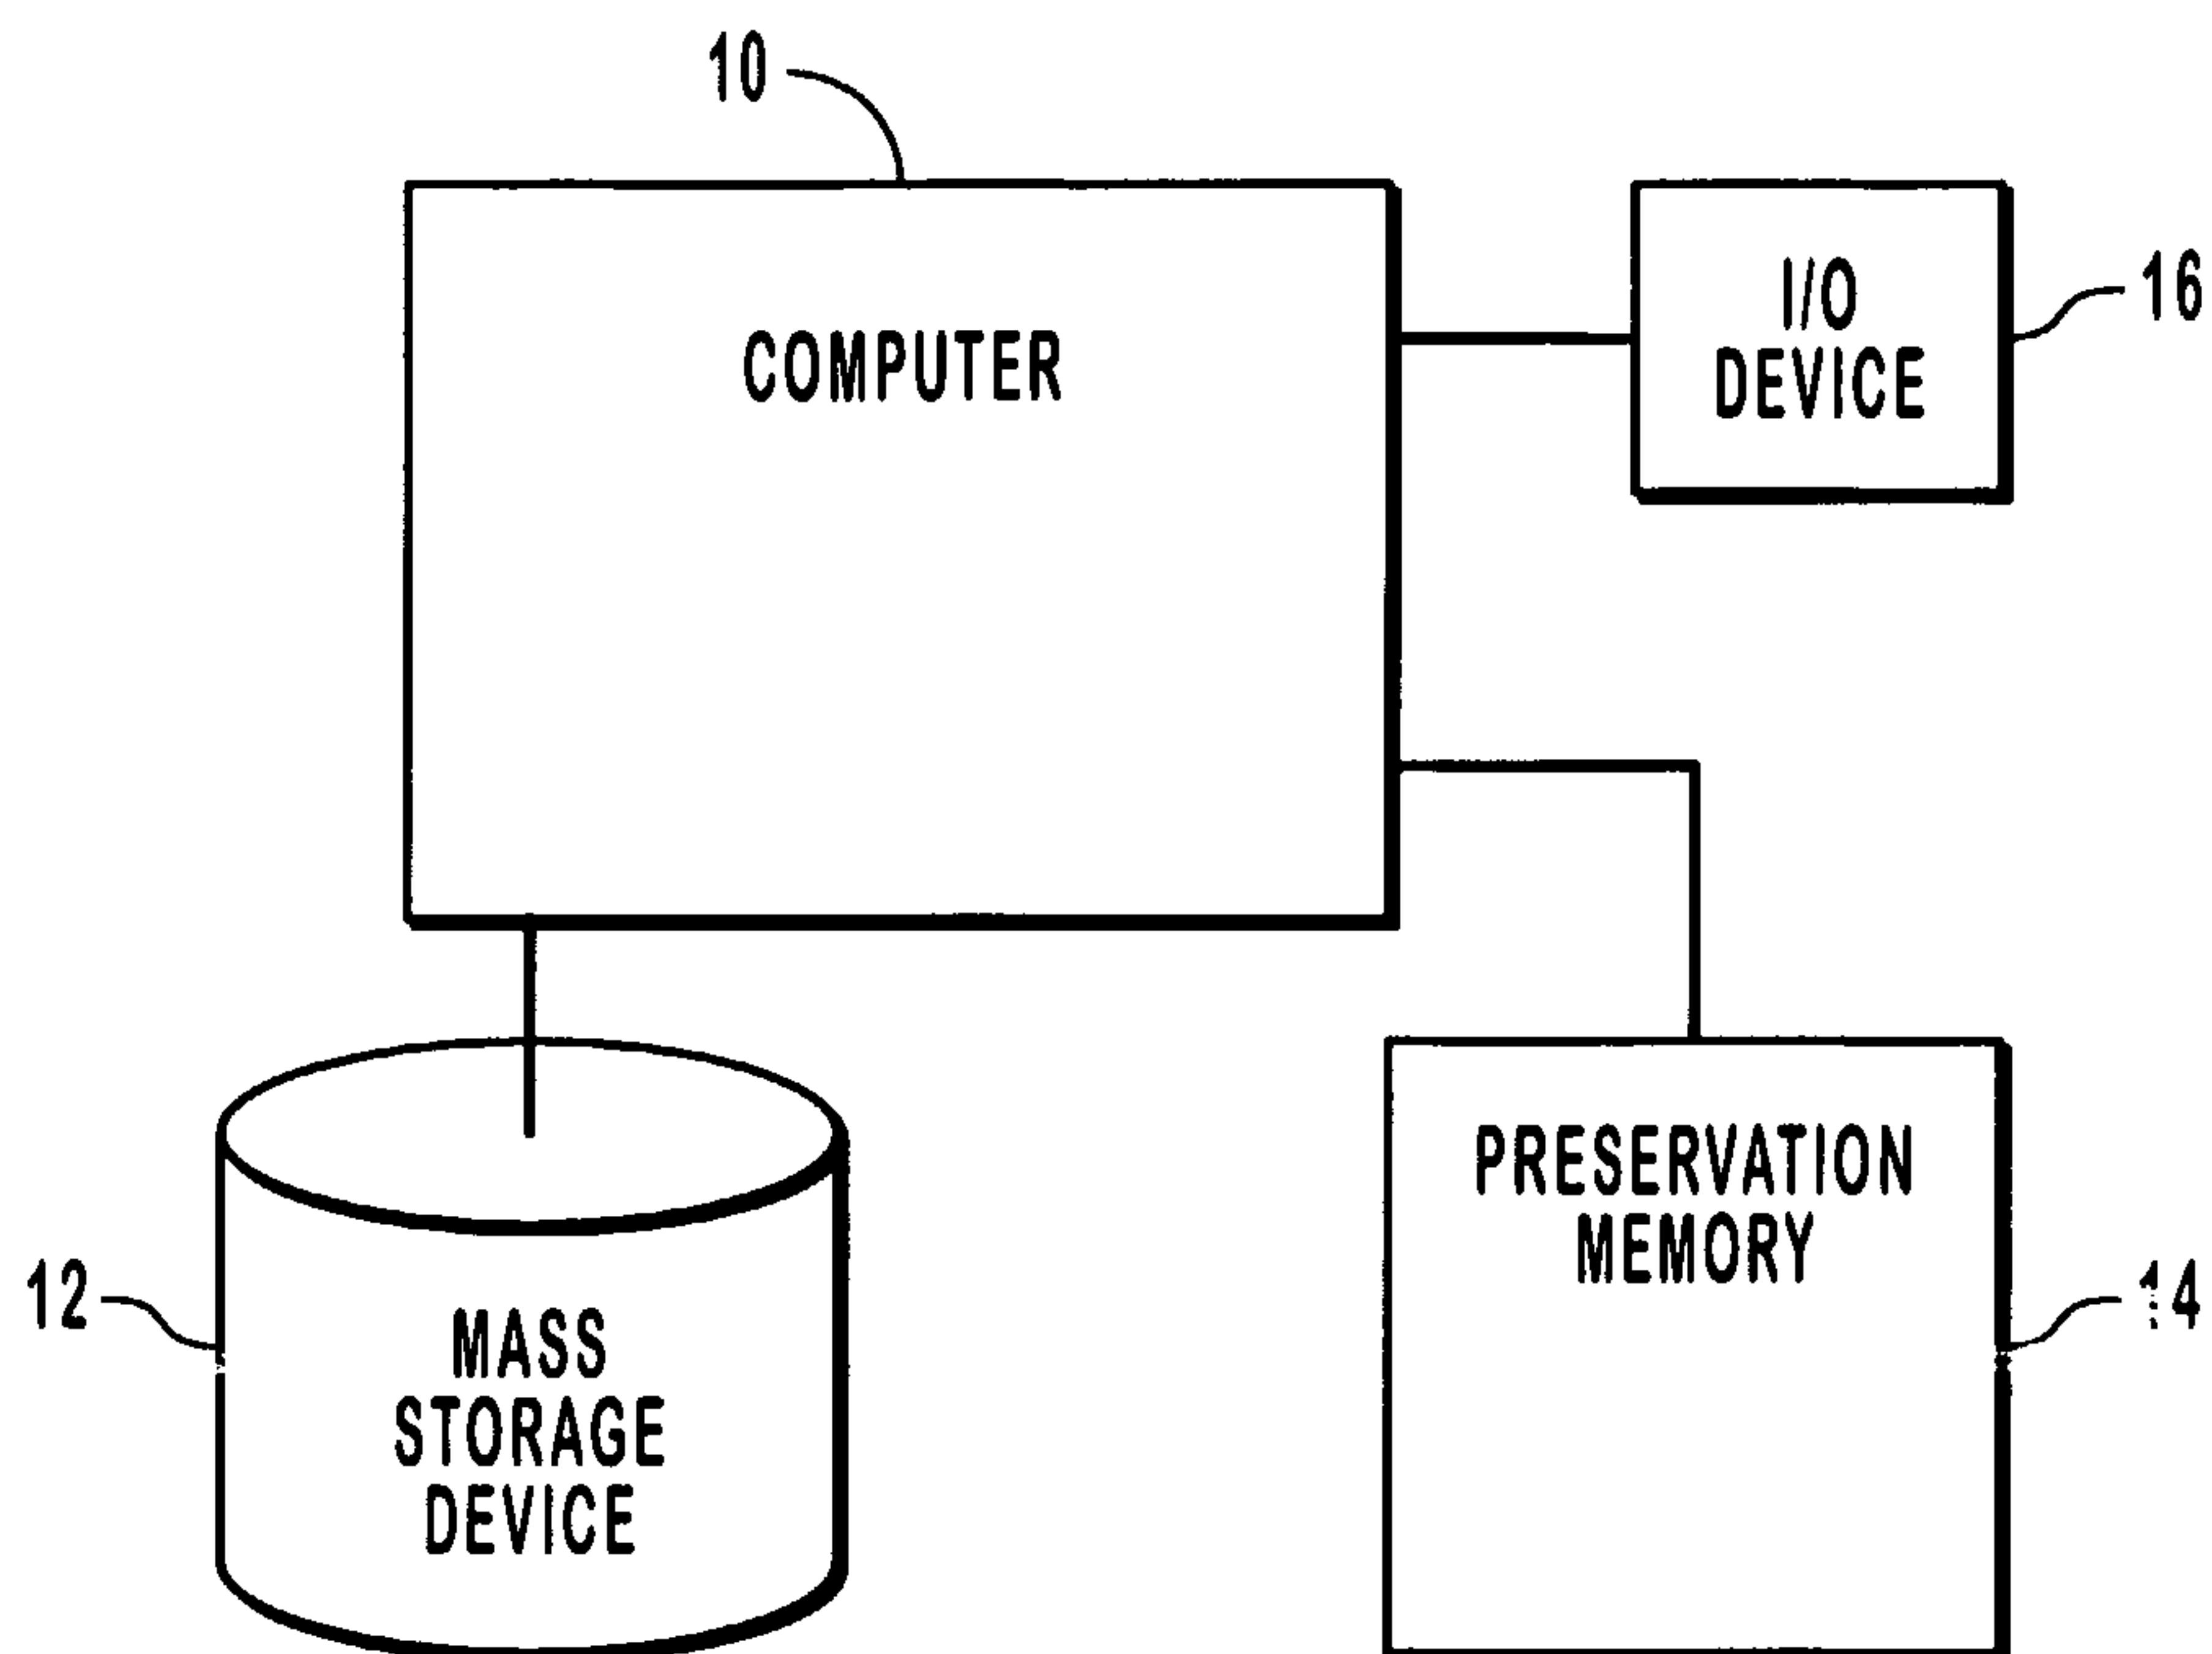 10
COMPUTER
I/O
DEVICE
16
PRESERVATION
MEMORY
14
12
MASS
STORAGE
DEVICE